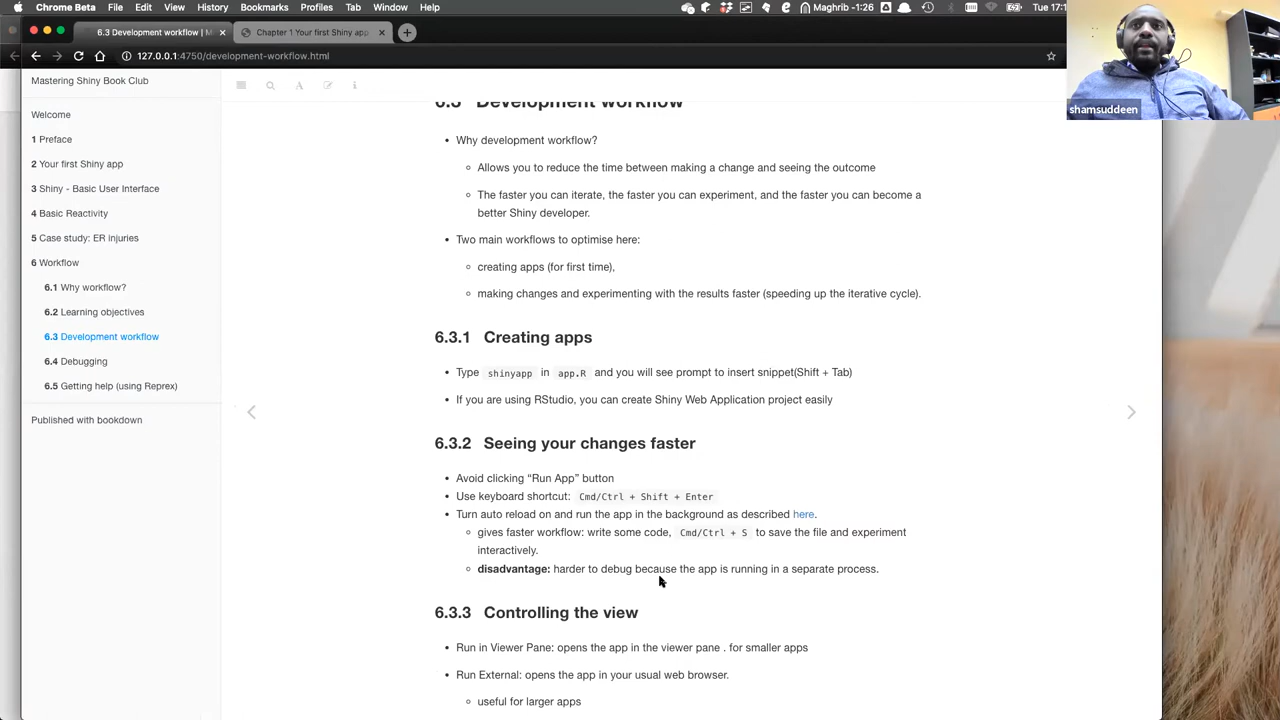 Chrome Beta File Edit View History Bookmarks Profiles Tab Window Help Maghrib -1:26 Tue 17:1
6.3 Development workflow | M Chapter 1 Your first Shiny app
127.0.0.1:4750/development-workflow.html
shamsuddeen
Mastering Shiny Book Club
Welcome
1 Preface
2 Your first Shiny app
3 Shiny - Basic User Interface
4 Basic Reactivity
5 Case study: ER injuries
6 Workflow
6.1 Why workflow?
6.2 Learning objectives
6.3 Development workflow
6.4 Debugging
6.5 Getting help (using Reprex)
Published with bookdown
6.3 Development workflow
• Why development workflow?
◦ Allows you to reduce the time between making a change and seeing the outcome
◦ The faster you can iterate, the faster you can experiment, and the faster you can become a
better Shiny developer.
• Two main workflows to optimise here:
◦ creating apps (for first time),
◦ making changes and experimenting with the results faster (speeding up the iterative cycle).
6.3.1 Creating apps
• Type shinyapp in app.R and you will see prompt to insert snippet(Shift + Tab)
• If you are using RStudio, you can create Shiny Web Application project easily
6.3.2 Seeing your changes faster
• Avoid clicking “Run App” button
• Use keyboard shortcut: Cmd/Ctrl + Shift + Enter
• Turn auto reload on and run the app in the background as described here.
◦ gives faster workflow: write some code, Cmd/Ctrl + S to save the file and experiment
interactively.
◦ disadvantage: harder to debug because the app is running in a separate process.
6.3.3 Controlling the view
• Run in Viewer Pane: opens the app in the viewer pane . for smaller apps
• Run External: opens the app in your usual web browser.
◦ useful for larger apps